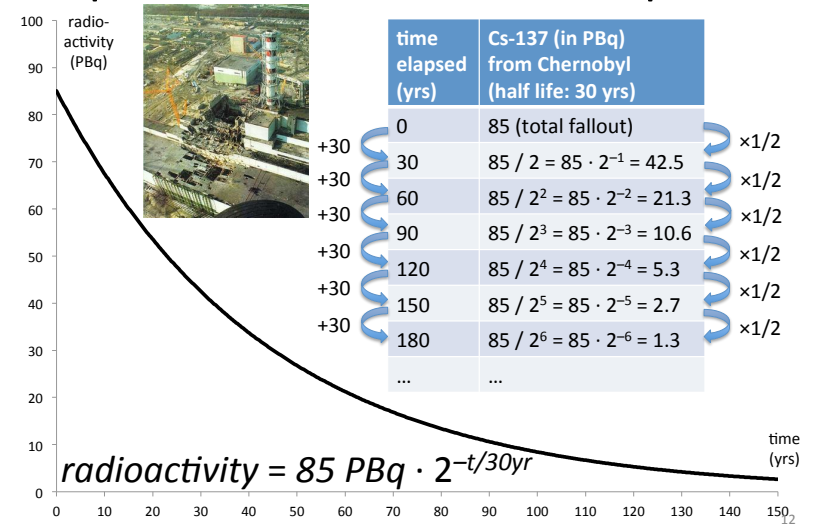 radio-
activity
(PBq)
100
90
80
70
60
50
40
30
20
10
0
time
elapsed
(yrs)
Cs-137 (in PBq)
from Chernobyl
(half life: 30 yrs)
0 85 (total fallout)
30 85 / 2 = 85 · 2⁻¹ = 42.5
60 85 / 2² = 85 · 2⁻² = 21.3
90 85 / 2³ = 85 · 2⁻³ = 10.6
120 85 / 2⁴ = 85 · 2⁻⁴ = 5.3
150 85 / 2⁵ = 85 · 2⁻⁵ = 2.7
180 85 / 2⁶ = 85 · 2⁻⁶ = 1.3
... ...
+30
+30
+30
+30
+30
+30
×1/2
×1/2
×1/2
×1/2
×1/2
×1/2
time
(yrs)
radioactivity = 85 PBq · 2^–t/30yr
0 10 20 30 40 50 60 70 80 90 100 110 120 130 140 150
12